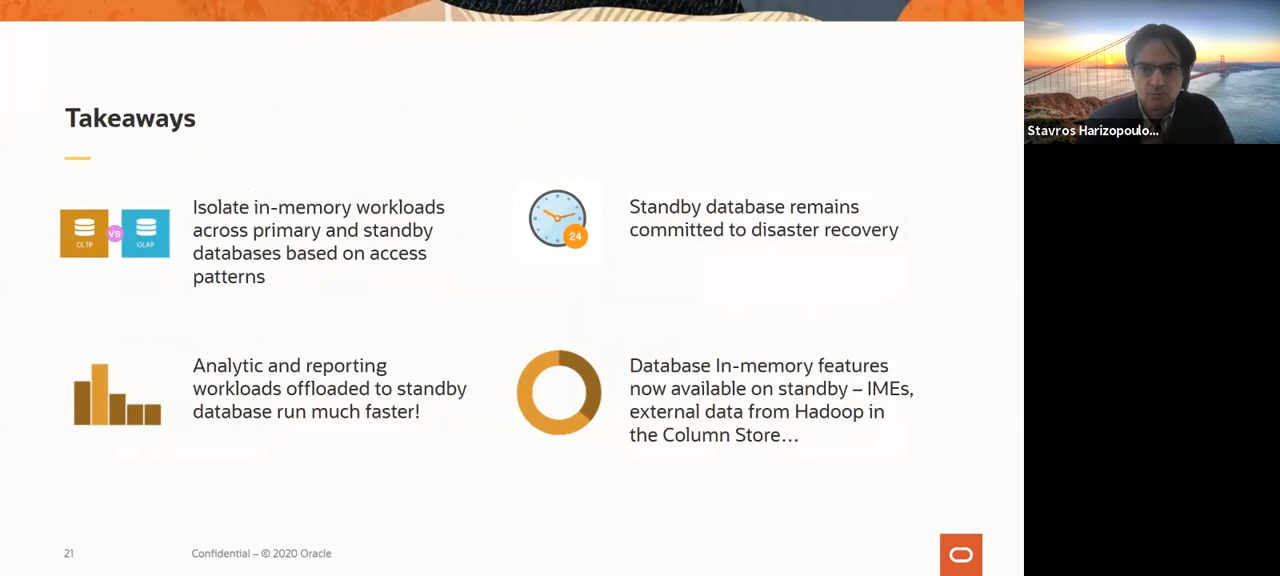 Takeaways
Isolate in-memory workloads
across primary and standby
databases based on access
patterns
OLTP
VS
OLAP
Standby database remains
committed to disaster recovery
24
Analytic and reporting
workloads offloaded to standby
database run much faster!
Database In-memory features
now available on standby – IMEs,
external data from Hadoop in
the Column Store...
21
Confidential – © 2020 Oracle
Stavros Harizopoulo...